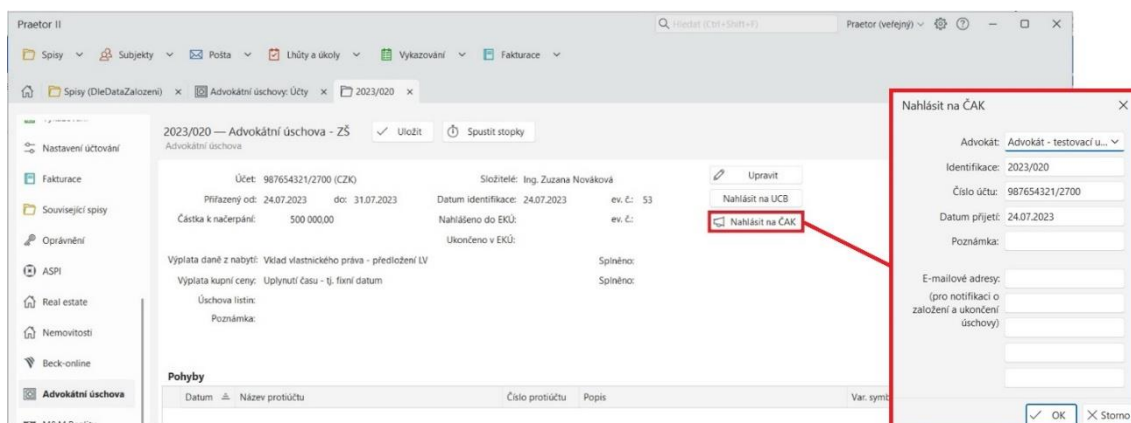 Praetor II
Hledat (Ctrl+Shift+F)
Praetor (veřejný)
Spisy
Subjekty
Pošta
Lhůty a úkoly
Vykazování
Fakturace
Spisy (DleDataZalozeni) ×
Advokátní úschovy: Účty ×
2023/020 ×
Nastavení účtování
Fakturace
Související spisy
Oprávnění
ASPI
Real estate
Nemovitosti
Beck-online
Advokátní úschova
2023/020 — Advokátní úschova - ZŠ
Uložit
Spustit stopky
Advokátní úschova
Účet: 987654321/2700 (CZK)
Složitelé: Ing. Zuzana Nováková
Přiřazený od: 24.07.2023 do: 31.07.2023
Datum identifikace: 24.07.2023 ev. č.: 53
Částka k načerpání: 500 000,00
Nahlášeno do EKÚ: ev. č.:
Ukončeno v EKÚ:
Výplata daně z nabytí: Vklad vlastnického práva - předložení LV
Splněno:
Výplata kupní ceny: Uplynutí času - tj. fixní datum
Splněno:
Úschova listin:
Poznámka:
Upravit
Nahlásit na UCB
Nahlásit na ČAK
Pohyby
Datum Název protiúčtu Číslo protiúčtu Popis Var. symb
Nahlásit na ČAK
Advokát: Advokát - testovací u...
Identifikace: 2023/020
Číslo účtu: 987654321/2700
Datum přijetí: 24.07.2023
Poznámka:
E-mailové adresy:
(pro notifikaci o
založení a ukončení
úschovy)
OK
Storno